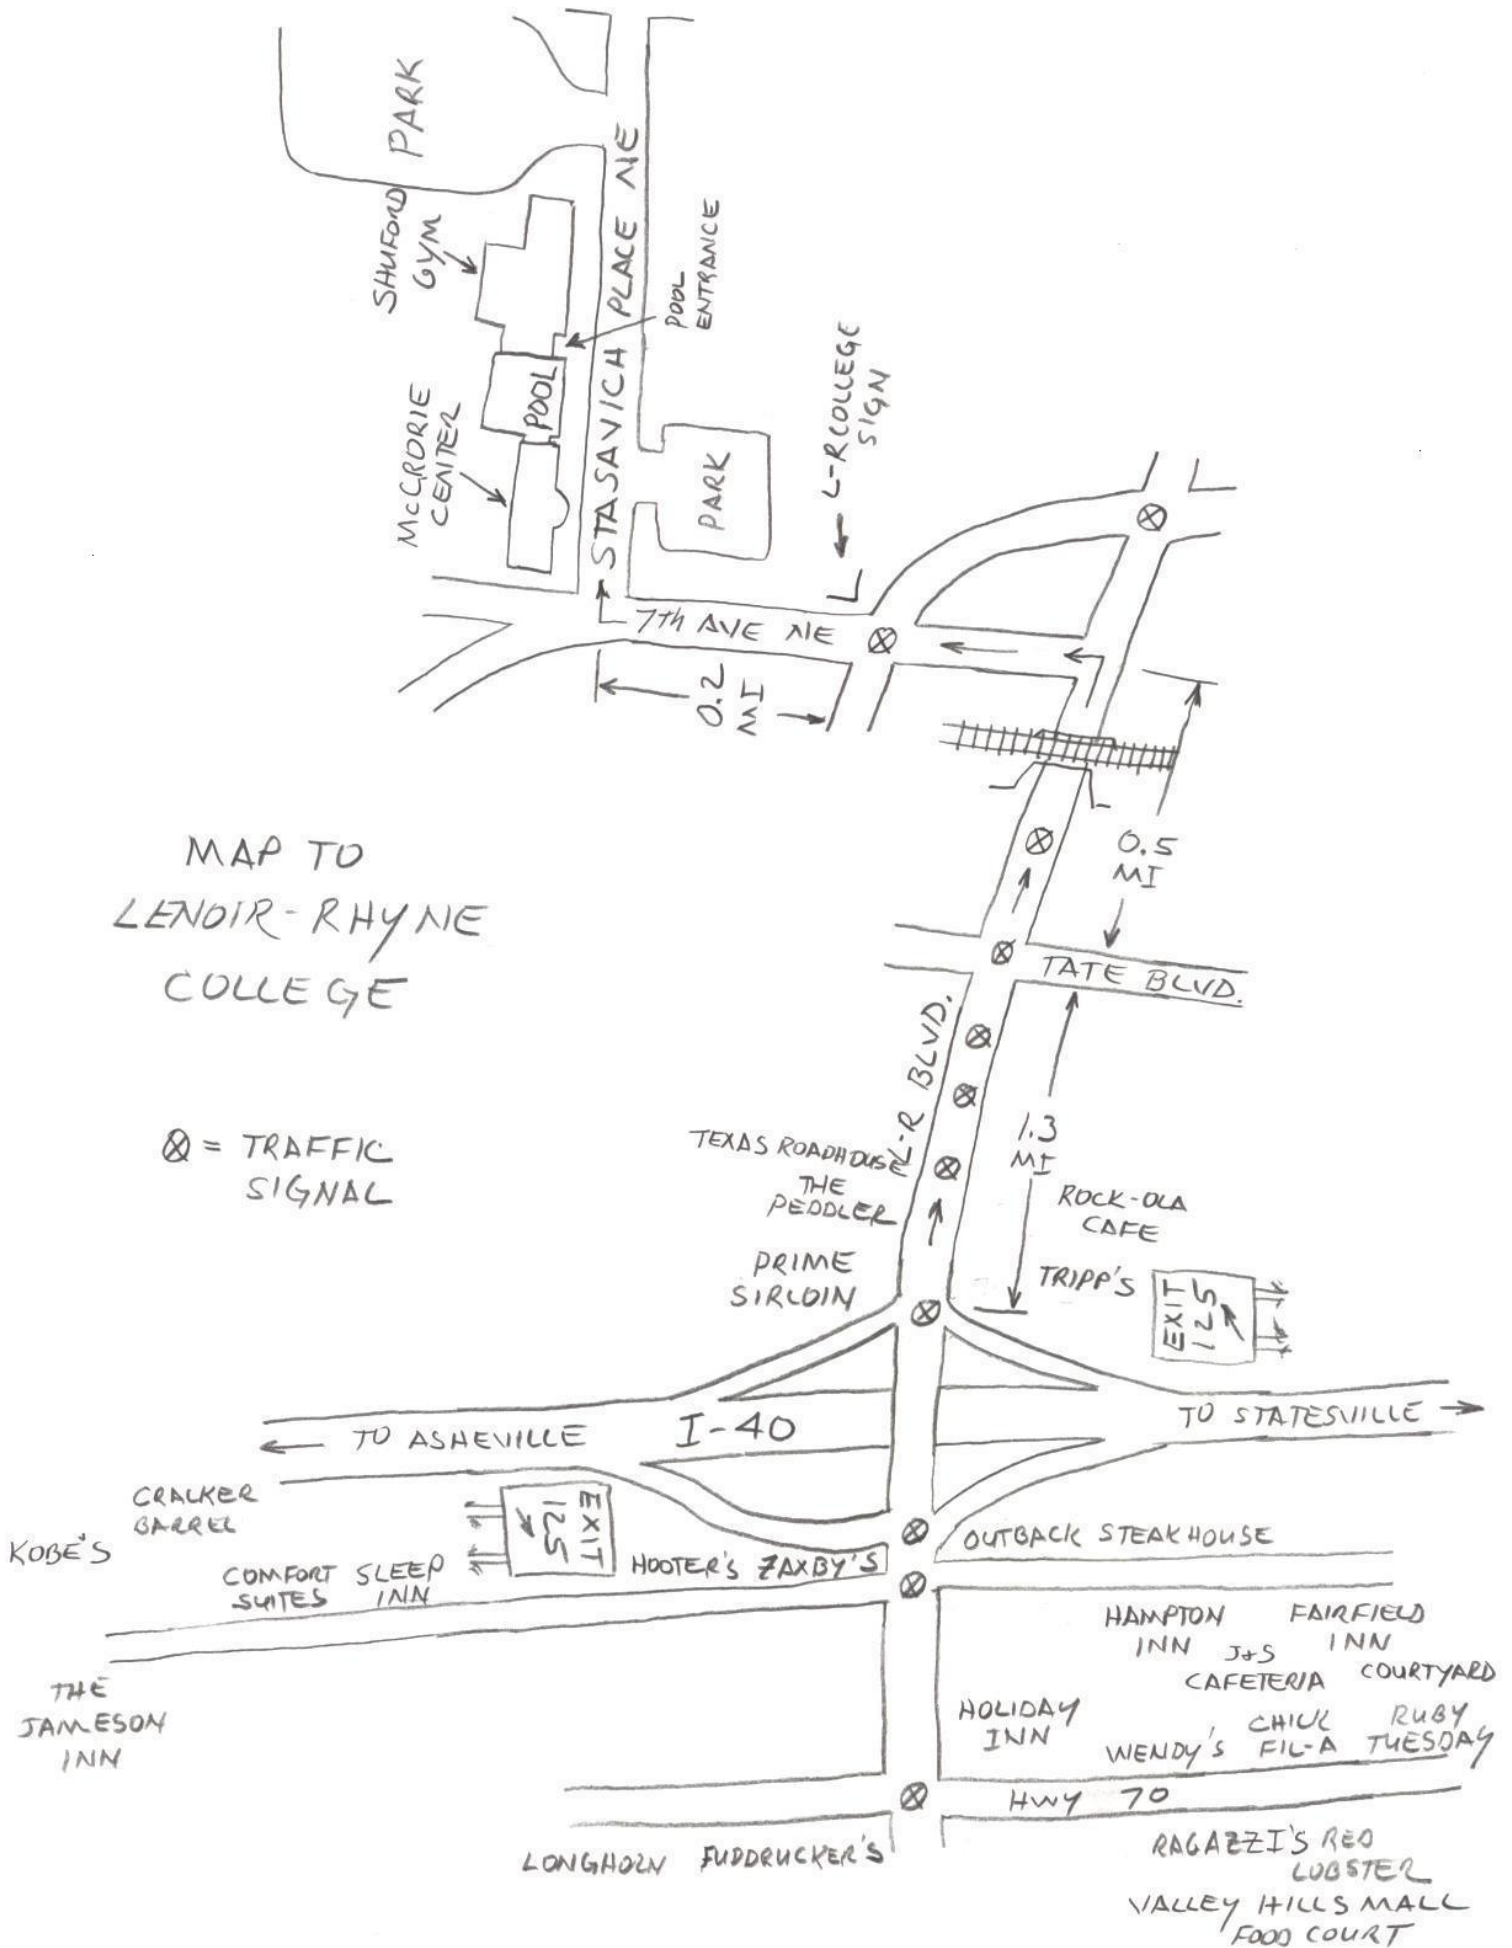 PARK
SHUFORD
GYM
STASAVICH PLACE NE
POOL
ENTRANCE
POOL
McCRORIE
CENTER
PARK
L-R COLLEGE
SIGN
7th AVE NE
0.2
MI
MAP TO
LENOIR-RHYNE
COLLEGE
0.5
MI
TATE BLVD.
L-R BLVD.
⊗ = TRAFFIC
SIGNAL
1.3
MI
TEXAS ROADHOUSE
THE
PEDDLER
ROCK-OLA
CAFE
PRIME
SIRLOIN
TRIPP'S
EXIT
125
TO ASHEVILLE
I-40
TO STATESVILLE
CRACKER
BARREL
KOBE'S
EXIT
125
COMFORT
SUITES
SLEEP
INN
HOOTER'S ZAXBY'S
OUTBACK STEAKHOUSE
HAMPTON
INN
FAIRFIELD
INN
J&S
CAFETERIA
COURTYARD
THE
JAMESON
INN
HOLIDAY
INN
WENDY'S
CHICK
FIL-A
RUBY
TUESDAY
HWY 70
LONGHORN FUDDRUCKER'S
RAGAZZI'S RED
LOBSTER
VALLEY HILLS MALL
FOOD COURT